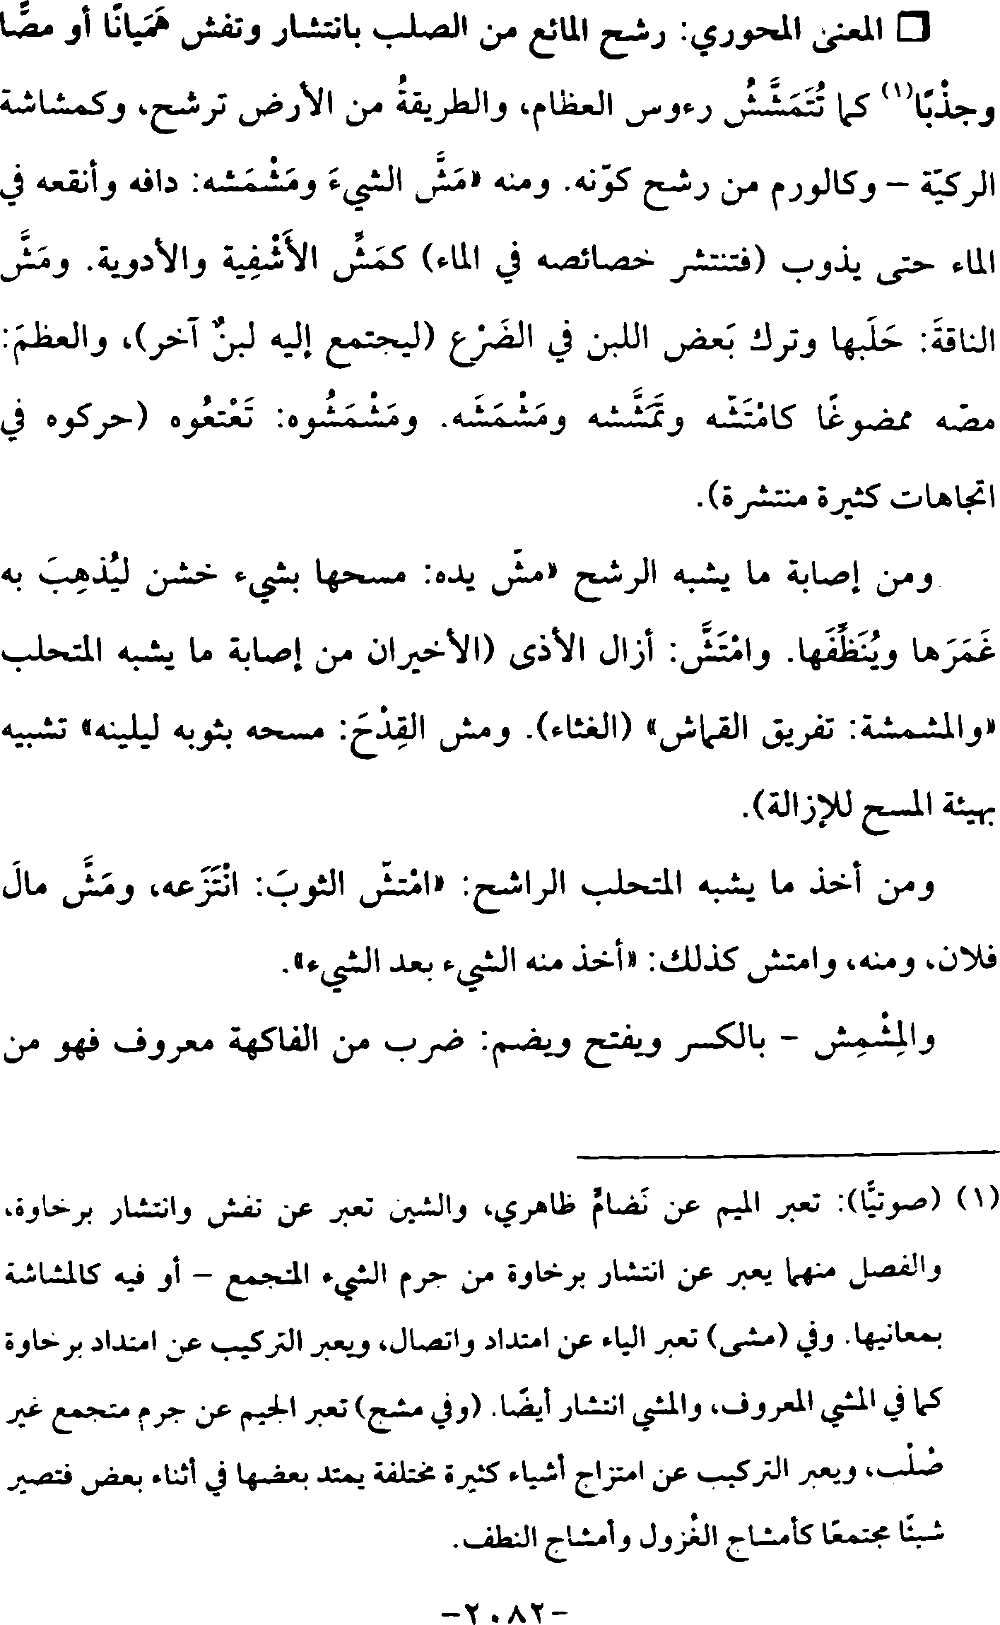 □ المعنى المحوري: رشح المائع من الصلب بانتشار وتفش هَمَيانًا أو مصًّا
وجذْبًا(١) كما تُتَمَشَّشُ رءوس العظام، والطريقةُ من الأرض ترشح، وكمشاشة
الركيّة – وكالورم من رشح كوّنه. ومنه «مَشَّ الشيءَ ومَشْمَشه: دافه وأنقعه في
الماء حتى يذوب (فتنتشر خصائصه في الماء) كمَشِّ الأَشْفِية والأدوية. ومَشَّ
الناقةَ: حَلَبها وترك بَعض اللبن في الضَرْع (ليجتمع إليه لبنٌ آخر)، والعظمَ:
مصّه ممضوغًا كامْتَشّه وتَمَشَّشه ومَشْمَشَه. ومَشْمَشُوه: تَعْتعُوه (حركوه في
اتجاهات كثيرة منتشرة).
ومن إصابة ما يشبه الرشح «مشّ يده: مسحها بشيء خشن ليُذهِبَ به
غَمَرَها ويُنَظِّفَها. وامْتَشَّ: أزال الأذى (الأخيران من إصابة ما يشبه المتحلب
«والمشمشة: تفريق القماش» (الغثاء). ومش القِدْحَ: مسحه بثوبه ليلينه» تشبيه
بهيئة المسح للإزالة).
ومن أخذ ما يشبه المتحلب الراشح: «امْتشّ الثوبَ: انْتَزَعه، ومَشَّ مالَ
فلان، ومنه، وامتش كذلك: «أخذ منه الشيء بعد الشيء».
والمِشْمِش – بالكسر ويفتح ويضم: ضرب من الفاكهة معروف فهو من
(١) (صوتيًّا): تعبر الميم عن تَضامٍّ ظاهري، والشين تعبر عن تفش وانتشار برخاوة،
والفصل منهما يعبر عن انتشار برخاوة من جرم الشيء المتجمع – أو فيه كالمشاشة
بمعانيها. وفي (مشى) تعبر الياء عن امتداد واتصال، ويعبر التركيب عن امتداد برخاوة
كما في المشي المعروف، والمشي انتشار أيضًا. (وفي مشج) تعبر الجيم عن جرم متجمع غير
صُلْب، ويعبر التركيب عن امتزاج أشياء كثيرة مختلفة يمتد بعضها في أثناء بعض فتصير
شيئًا مجتمعًا كأمشاج الغُزول وأمشاج النطف.
-٢٠٨٢-